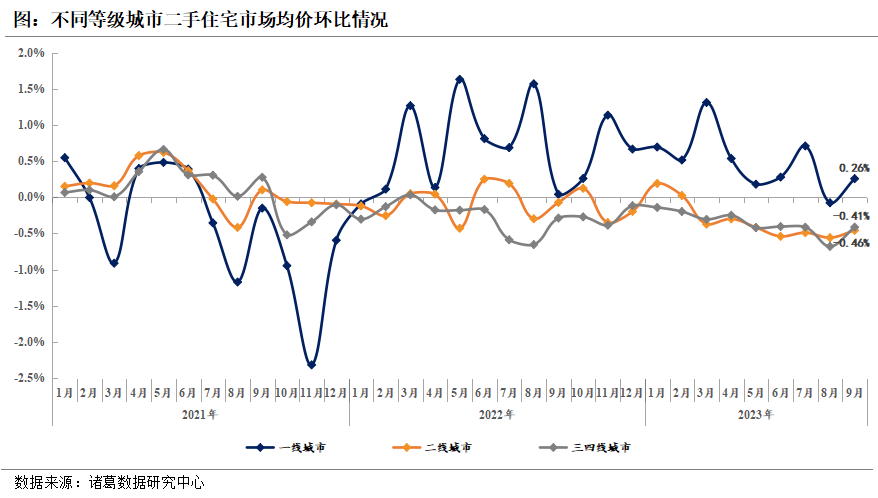 图：不同等级城市二手住宅市场均价环比情况
2.0%
1.5%
1.0%
0.5%
0.0%
-0.5%
-1.0%
-1.5%
-2.0%
-2.5%
0.26%
-0.41%
-0.46%
1月 2月 3月 4月 5月 6月 7月 8月 9月 10月 11月 12月 1月 2月 3月 4月 5月 6月 7月 8月 9月 10月 11月 12月 1月 2月 3月 4月 5月 6月 7月 8月 9月
2021年 2022年 2023年
一线城市 二线城市 三四线城市
数据来源：诸葛数据研究中心